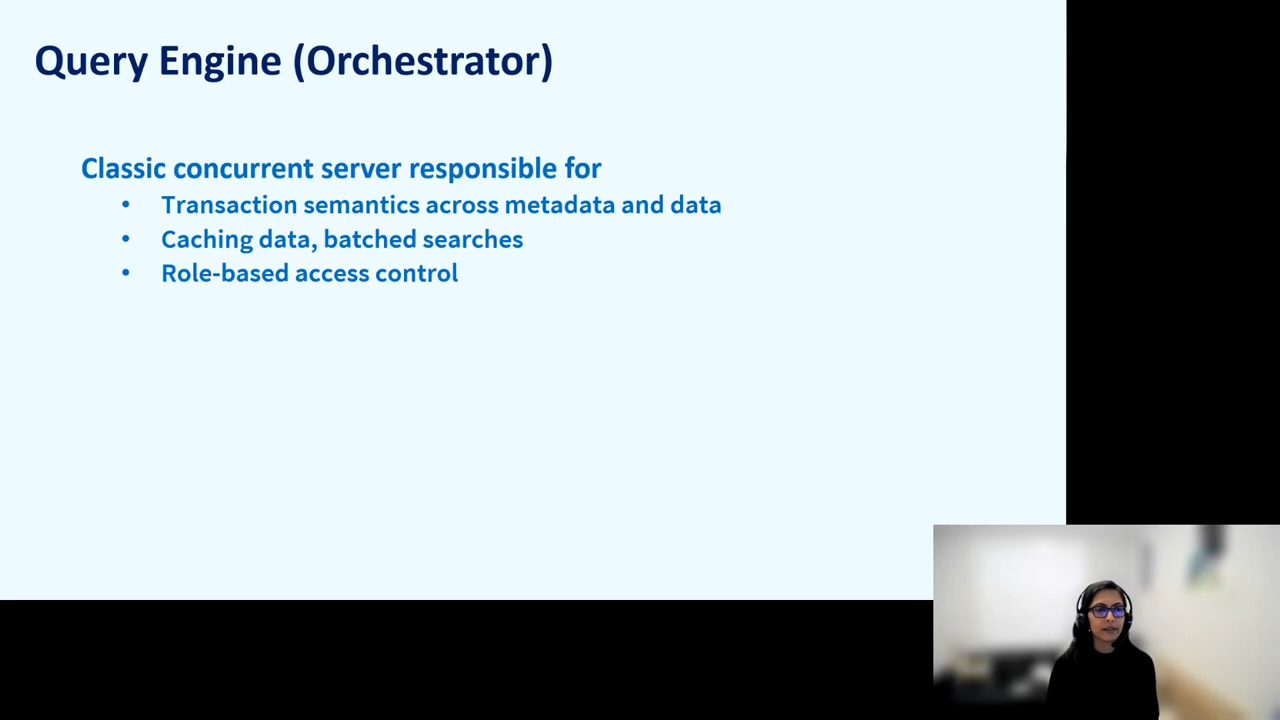 Query Engine (Orchestrator)
Classic concurrent server responsible for
• Transaction semantics across metadata and data
• Caching data, batched searches
• Role-based access control